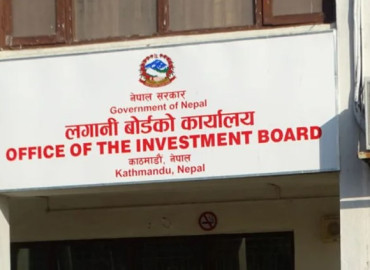 नेपाल सरकार
Government of Nepal
लगानी बोर्डको कार्यालय
OFFICE OF THE INVESTMENT BOARD
काठमाडौं, नेपाल
Kathmandu, Nepal